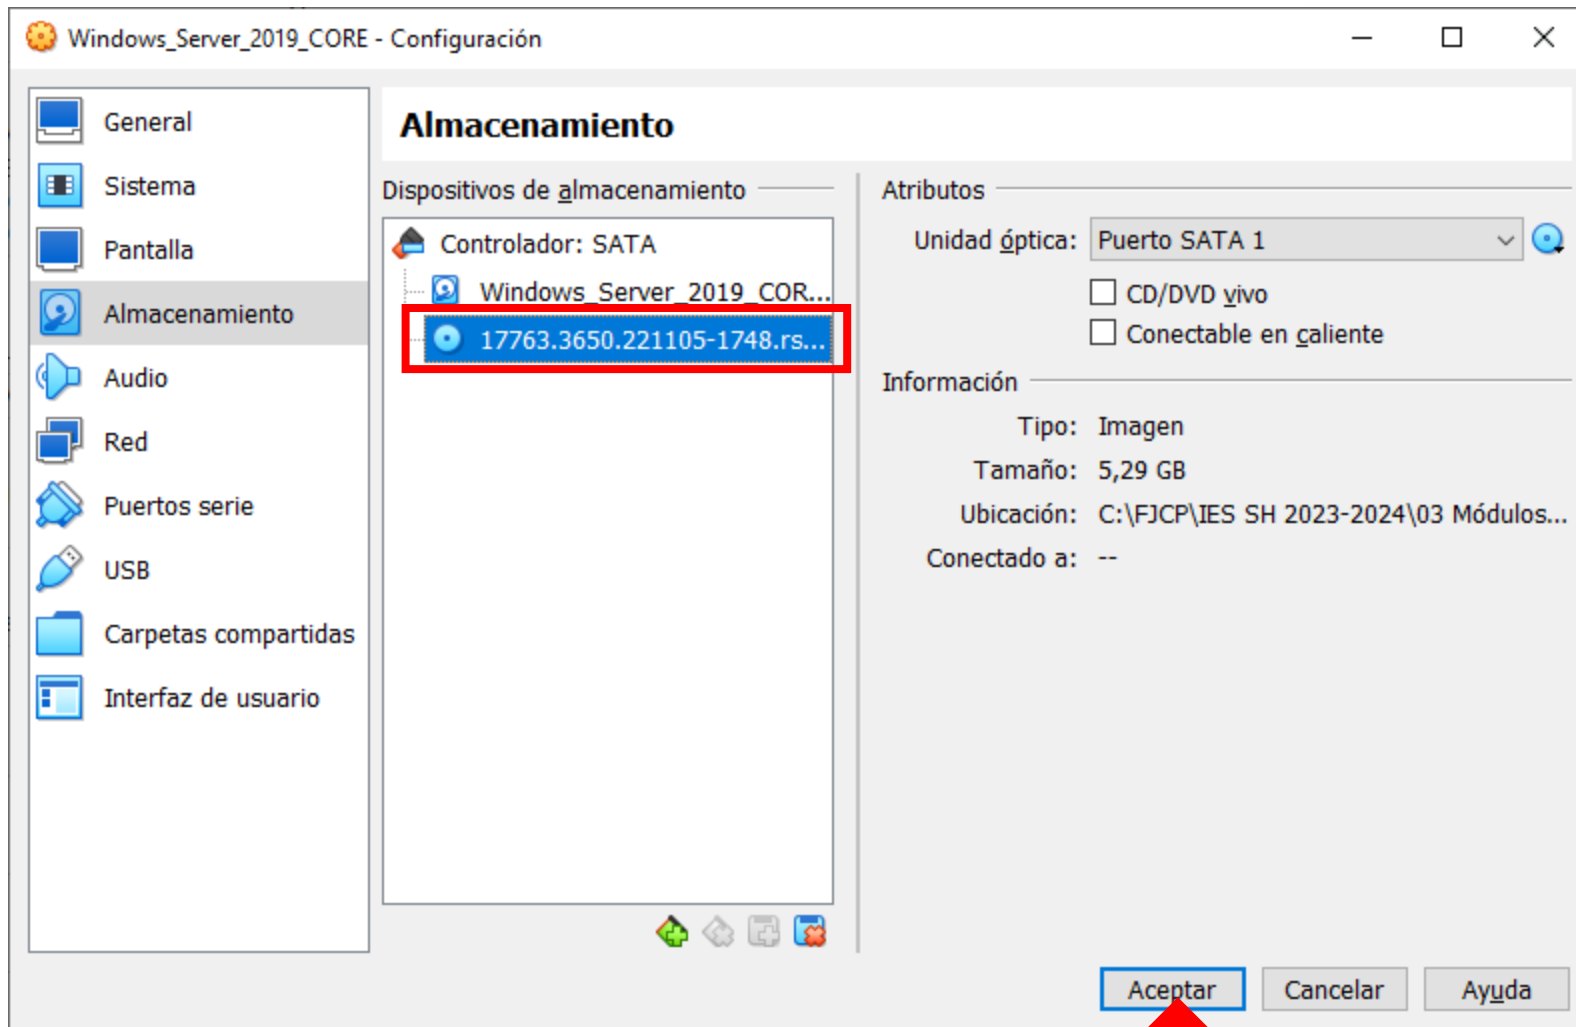 Windows_Server_2019_CORE - Configuración
General
Sistema
Pantalla
Almacenamiento
Audio
Red
Puertos serie
USB
Carpetas compartidas
Interfaz de usuario
Almacenamiento
Dispositivos de almacenamiento
Controlador: SATA
Windows_Server_2019_COR...
17763.3650.221105-1748.rs...
Atributos
Unidad óptica: Puerto SATA 1
CD/DVD vivo
Conectable en caliente
Información
Tipo: Imagen
Tamaño: 5,29 GB
Ubicación: C:\FJCP\IES SH 2023-2024\03 Módulos...
Conectado a: --
Aceptar Cancelar Ayuda